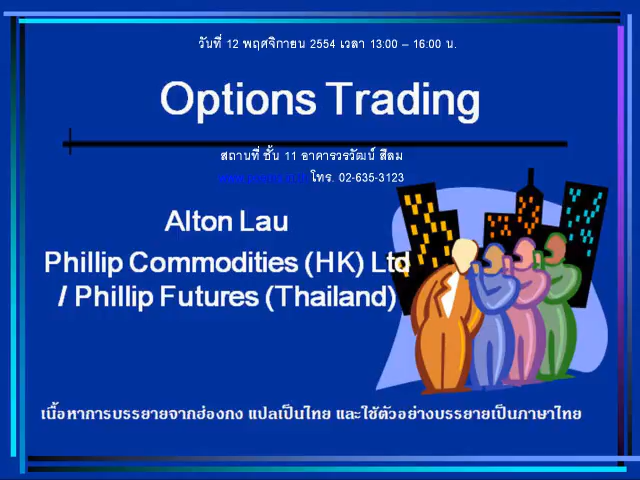 วันที่ 12 พฤศจิกายน 2554 เวลา 13:00 – 16:00 น.
Options Trading
สถานที่ ชั้น 11 อาคารวรวัฒน์ สีลม
โทร. 02-635-3123
Alton Lau
Phillip Commodities (HK) Ltd
/ Phillip Futures (Thailand)
เนื้อหาการบรรยายจากฮ่องกง แปลเป็นไทย และใช้ตัวอย่างบรรยายเป็นภาษาไทย